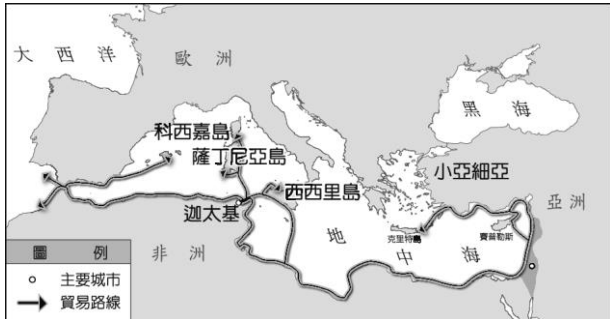 大西洋
歐洲
黑海
科西嘉島
薩丁尼亞島
小亞細亞
西西里島
亞洲
迦太基
地中海
克里特島
賽普勒斯
非洲
圖例
主要城市
貿易路線